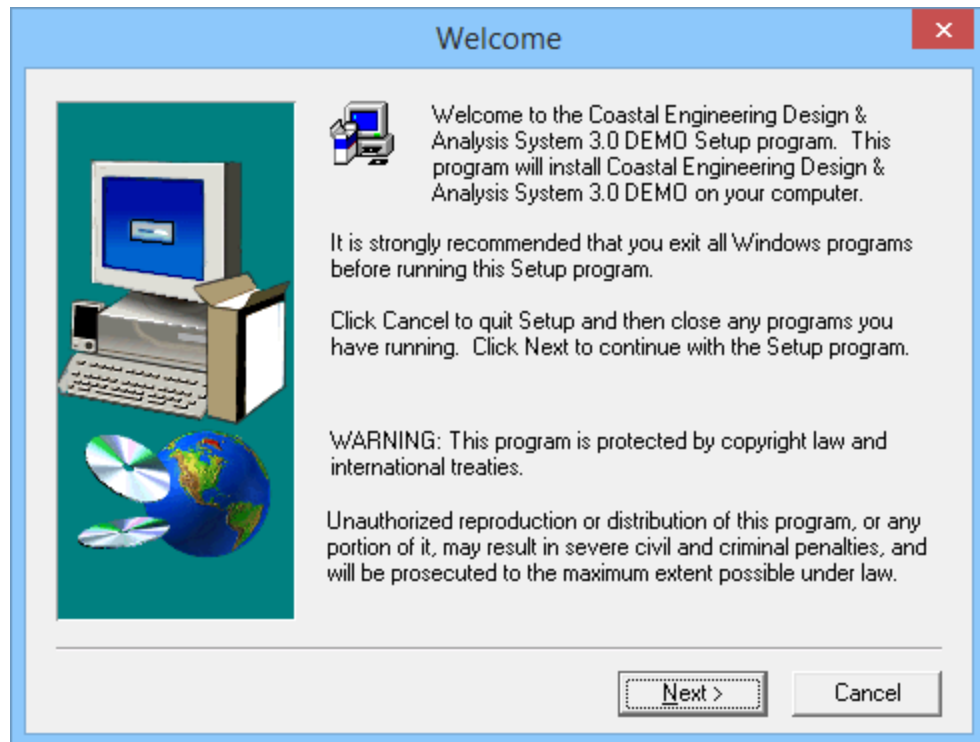 Welcome
Welcome to the Coastal Engineering Design &
Analysis System 3.0 DEMO Setup program.  This
program will install Coastal Engineering Design &
Analysis System 3.0 DEMO on your computer.
It is strongly recommended that you exit all Windows programs
before running this Setup program.
Click Cancel to quit Setup and then close any programs you
have running.  Click Next to continue with the Setup program.
WARNING: This program is protected by copyright law and
international treaties.
Unauthorized reproduction or distribution of this program, or any
portion of it, may result in severe civil and criminal penalties, and
will be prosecuted to the maximum extent possible under law.
Next >
Cancel